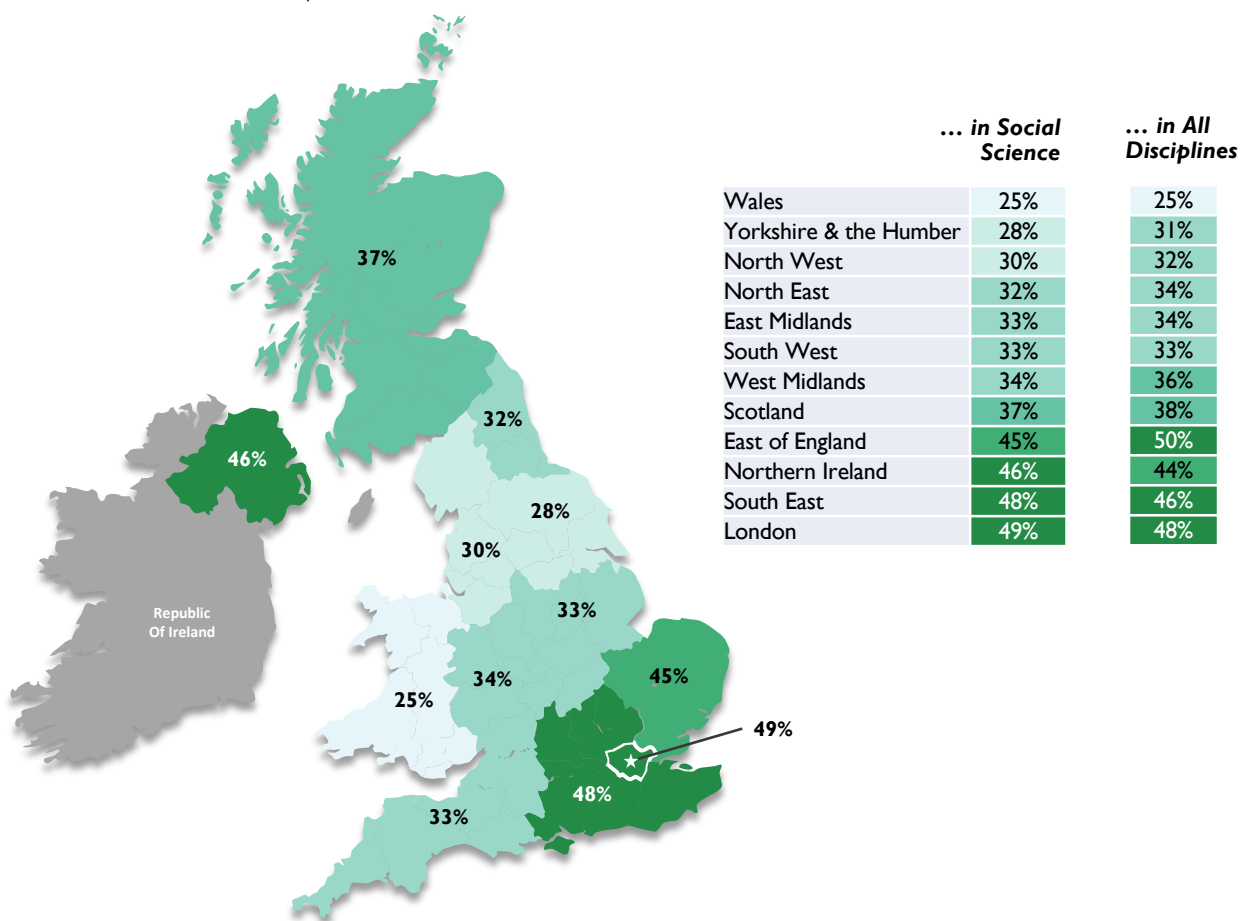 ... in Social
Science
... in All
Disciplines
Wales 25% 25%
Yorkshire & the Humber 28% 31%
North West 30% 32%
North East 32% 34%
East Midlands 33% 34%
South West 33% 33%
West Midlands 34% 36%
Scotland 37% 38%
East of England 45% 50%
Northern Ireland 46% 44%
South East 48% 46%
London 49% 48%
37%
32%
46%
28%
30%
33%
Republic
Of Ireland
34%
45%
25%
49%
48%
33%